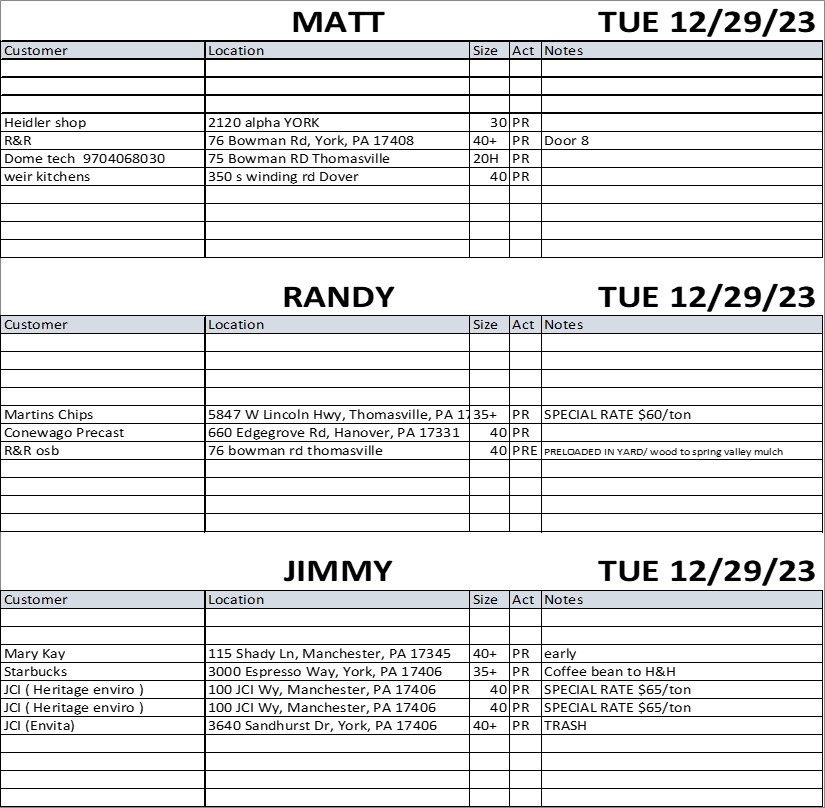 MATT TUE 12/29/23
Customer Location Size Act Notes
Heidler shop 2120 alpha YORK 30 PR
R&R 76 Bowman Rd, York, PA 17408 40+ PR Door 8
Dome tech 9704068030 75 Bowman RD Thomasville 20H PR
weir kitchens 350 s winding rd Dover 40 PR
RANDY TUE 12/29/23
Customer Location Size Act Notes
Martins Chips 5847 W Lincoln Hwy, Thomasville, PA 17 35+ PR SPECIAL RATE $60/ton
Conewago Precast 660 Edgegrove Rd, Hanover, PA 17331 40 PR
R&R osb 76 bowman rd thomasville 40 PRE PRELOADED IN YARD/ wood to spring valley mulch
JIMMY TUE 12/29/23
Customer Location Size Act Notes
Mary Kay 115 Shady Ln, Manchester, PA 17345 40+ PR early
Starbucks 3000 Espresso Way, York, PA 17406 35+ PR Coffee bean to H&H
JCI ( Heritage enviro ) 100 JCI Wy, Manchester, PA 17406 40 PR SPECIAL RATE $65/ton
JCI ( Heritage enviro ) 100 JCI Wy, Manchester, PA 17406 40 PR SPECIAL RATE $65/ton
JCI (Envita) 3640 Sandhurst Dr, York, PA 17406 40+ PR TRASH